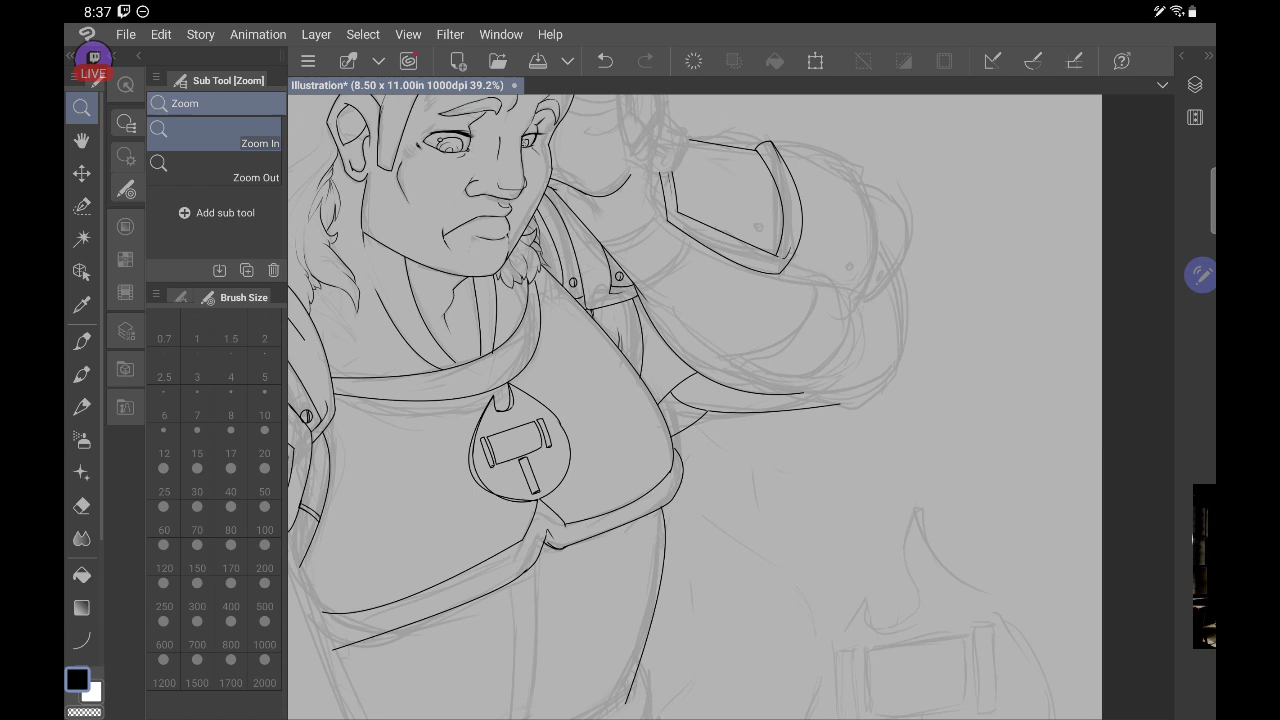 8:37
File Edit Story Animation Layer Select View Filter Window Help
LIVE
Sub Tool [Zoom]
Illustration* (8.50 x 11.00in 1000dpi 39.2%)
Zoom
Zoom In
Zoom Out
Add sub tool
Brush Size
0.7 1 1.5 2
2.5 3 4 5
6 7 8 10
12 15 17 20
25 30 40 50
60 70 80 100
120 150 170 200
250 300 400 500
600 700 800 1000
1200 1500 1700 2000